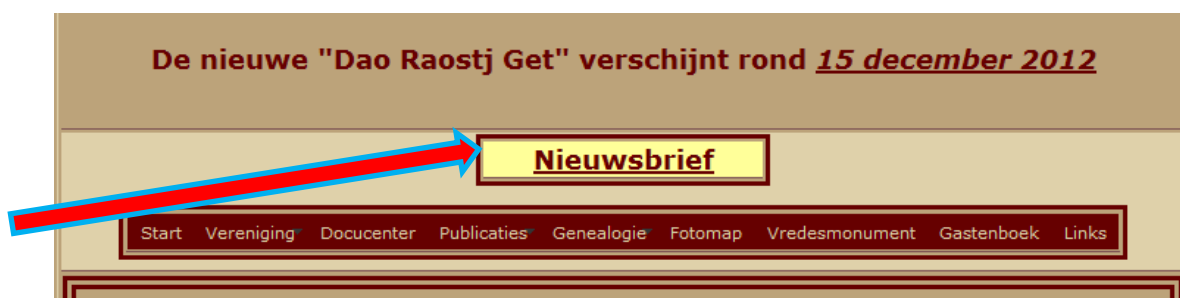 De nieuwe "Dao Raostj Get" verschijnt rond 15 december 2012
Nieuwsbrief
Start Vereniging Docucenter Publicaties Genealogie Fotomap Vredesmonument Gastenboek Links